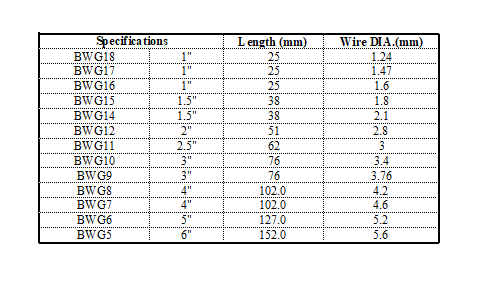 Specifications Length (mm) Wire DIA.(mm)
BWG18 1" 25 1.24
BWG17 1" 25 1.47
BWG16 1" 25 1.6
BWG15 1.5" 38 1.8
BWG14 1.5" 38 2.1
BWG12 2" 51 2.8
BWG11 2.5" 62 3
BWG10 3" 76 3.4
BWG9 3" 76 3.76
BWG8 4" 102.0 4.2
BWG7 4" 102.0 4.6
BWG6 5" 127.0 5.2
BWG5 6" 152.0 5.6